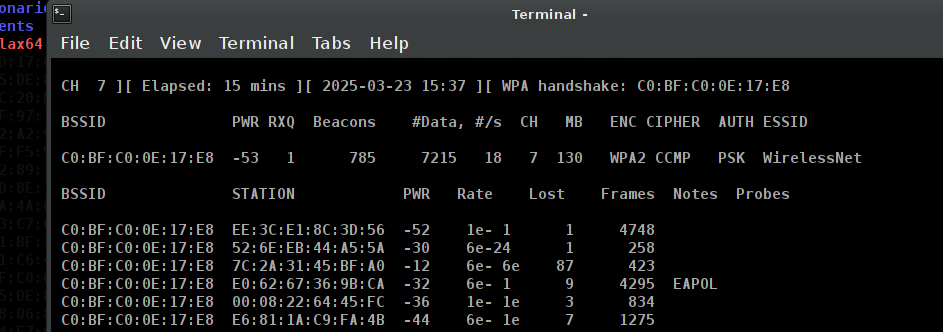 Terminal -
onario
ents
lax64
File Edit View Terminal Tabs Help
CH 7 ][ Elapsed: 15 mins ][ 2025-03-23 15:37 ][ WPA handshake: C0:BF:C0:0E:17:E8
BSSID PWR RXQ Beacons #Data, #/s CH MB ENC CIPHER AUTH ESSID
C0:BF:C0:0E:17:E8 -53 1 785 7215 18 7 130 WPA2 CCMP PSK WirelessNet
BSSID STATION PWR Rate Lost Frames Notes Probes
C0:BF:C0:0E:17:E8 EE:3C:E1:8C:3D:56 -52 1e- 1 1 4748
C0:BF:C0:0E:17:E8 52:6E:EB:44:A5:5A -30 6e-24 1 258
C0:BF:C0:0E:17:E8 7C:2A:31:45:BF:A0 -12 6e- 6e 87 423
C0:BF:C0:0E:17:E8 E0:62:67:36:9B:CA -32 6e- 1 9 4295 EAPOL
C0:BF:C0:0E:17:E8 00:08:22:64:45:FC -36 1e- 1e 3 834
C0:BF:C0:0E:17:E8 E6:81:1A:C9:FA:4B -44 6e- 1e 7 1275